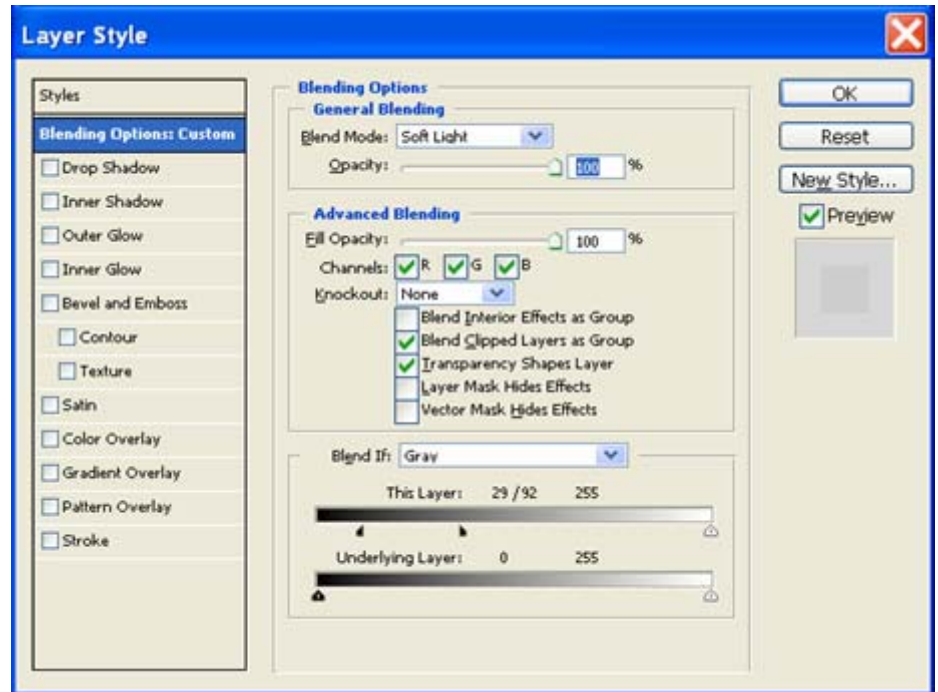 Layer Style
Styles
Blending Options: Custom
Drop Shadow
Inner Shadow
Outer Glow
Inner Glow
Bevel and Emboss
Contour
Texture
Satin
Color Overlay
Gradient Overlay
Pattern Overlay
Stroke
Blending Options
General Blending
Blend Mode: Soft Light
Opacity: 100 %
Advanced Blending
Fill Opacity: 100 %
Channels: R G B
Knockout: None
Blend Interior Effects as Group
Blend Clipped Layers as Group
Transparency Shapes Layer
Layer Mask Hides Effects
Vector Mask Hides Effects
Blend If: Gray
This Layer: 29 / 92 255
Underlying Layer: 0 255
OK
Reset
New Style...
Preview